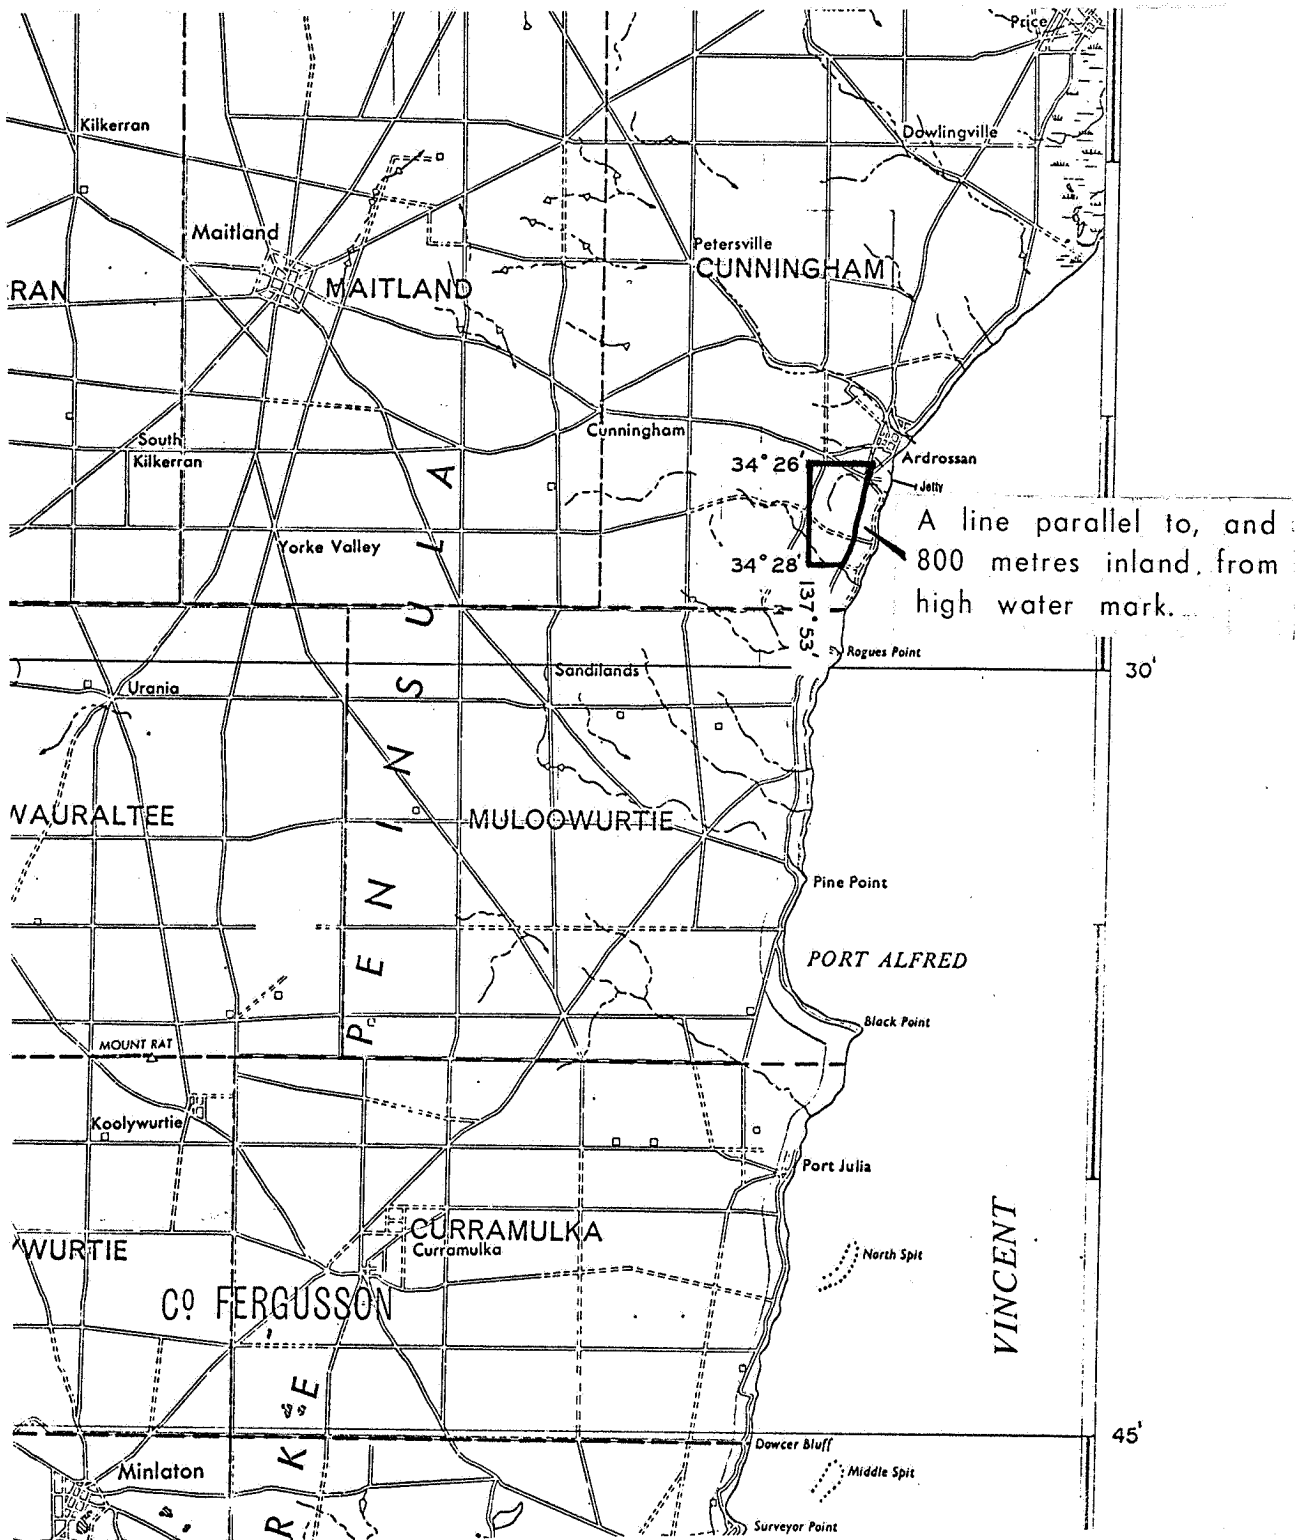 Price
Kilkerran
Dowlingville
Maitland
Petersville
CUNNINGHAM
RAN
MAITLAND
Cunningham
South
Kilkerran
34° 26'
Ardrossan
Jetty
A line parallel to, and
800 metres inland from
high water mark.
Yorke Valley
34° 28'
137° 53'
Rogues Point
30'
Sandilands
Urania
WAURALTEE
MULOOWURTIE
Pine Point
PORT ALFRED
Black Point
MOUNT RAT
Koolywurtie
Port Julia
CURRAMULKA
Curramulka
WURTIE
North Spit
Co FERGUSSON
VINCENT
RKE
PENINSULA
45'
Dowcer Bluff
Minlaton
Middle Spit
Surveyor Point